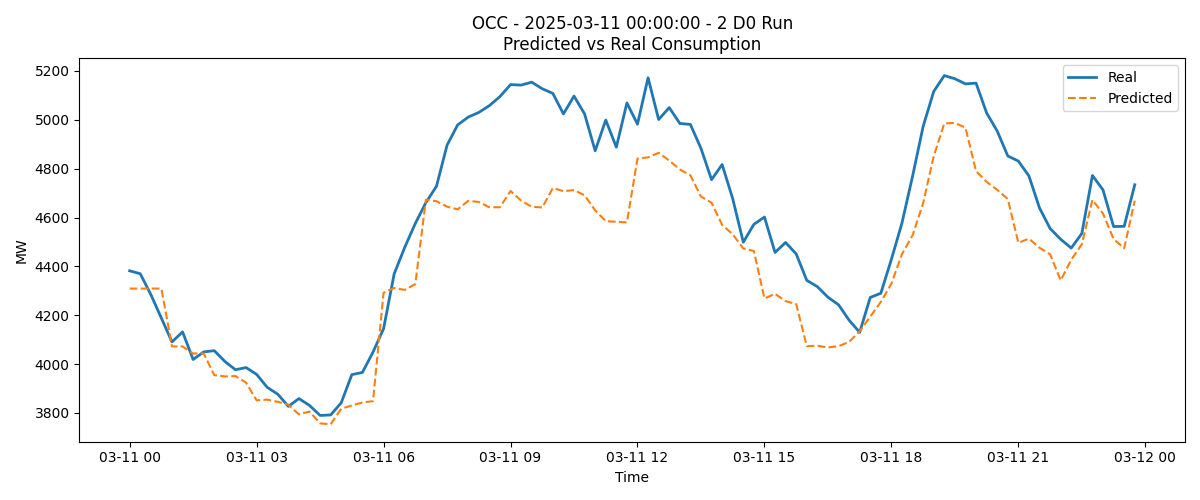 OCC - 2025-03-11 00:00:00 - 2 D0 Run
Predicted vs Real Consumption
Real
Predicted
5200
5000
4800
4600
4400
4200
4000
3800
MW
03-11 00 03-11 03 03-11 06 03-11 09 03-11 12 03-11 15 03-11 18 03-11 21 03-12 00
Time